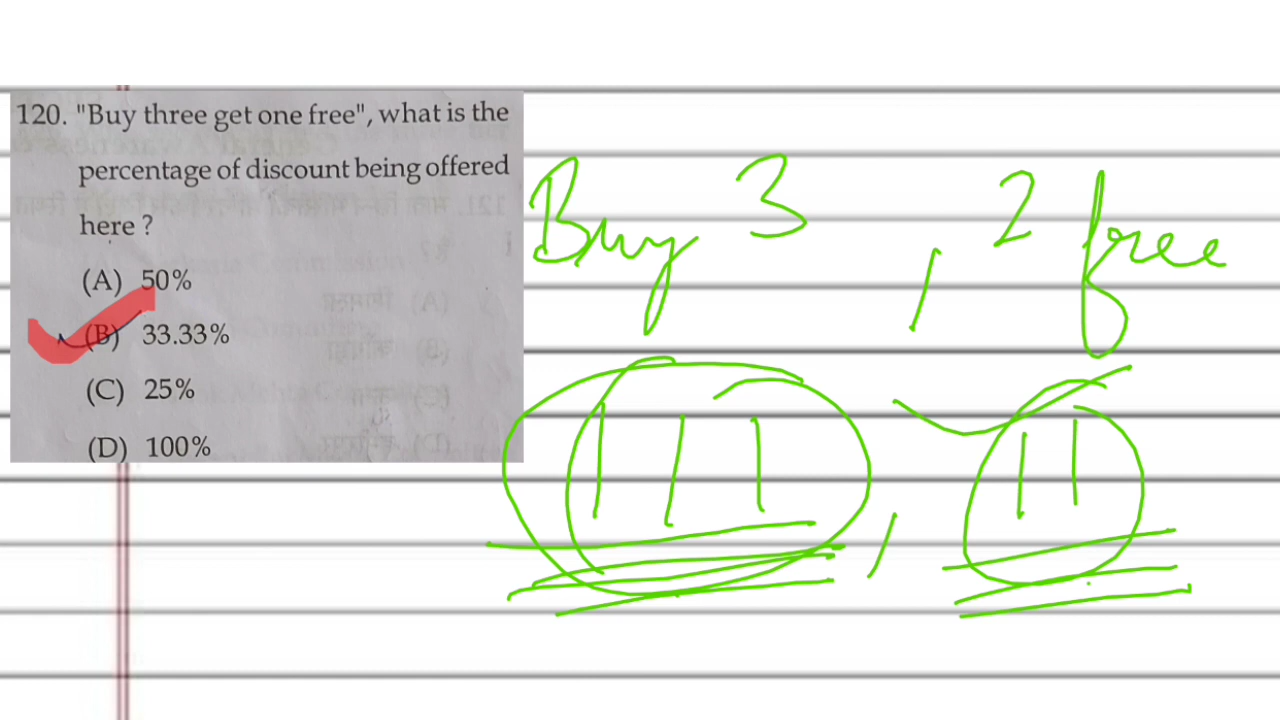 120. "Buy three get one free", what is the
percentage of discount being offered
here ?
(A) 50%
(B) 33.33%
(C) 25%
(D) 100%
Buy 3 , 2 free